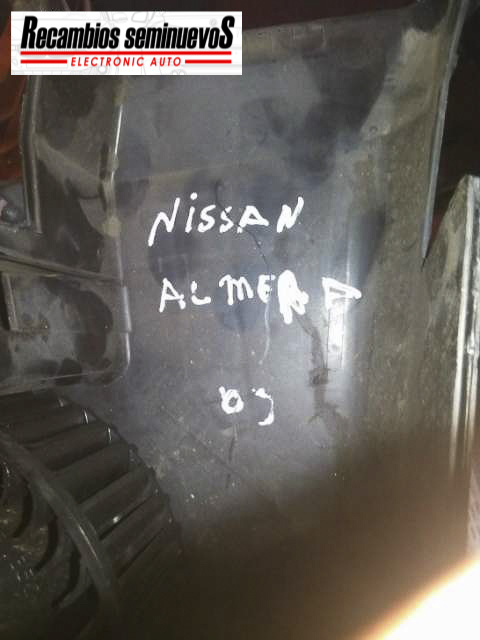 Recambios seminuevoS
ELECTRONIC AUTO
NISSAN
ALMERA
03